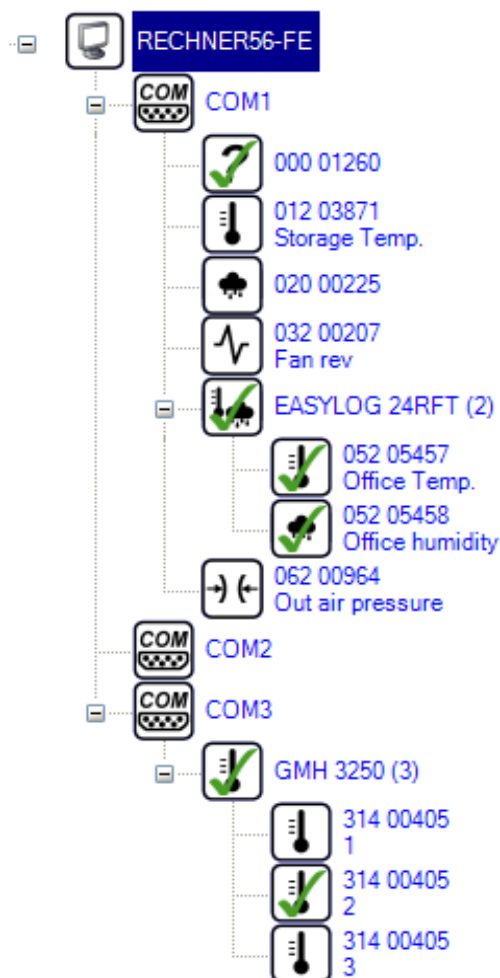 RECHNER56-FE
COM
COM1
000 01260
012 03871
Storage Temp.
020 00225
032 00207
Fan rev
EASYLOG 24RFT (2)
052 05457
Office Temp.
052 05458
Office humidity
062 00964
Out air pressure
COM
COM2
COM
COM3
GMH 3250 (3)
314 00405
1
314 00405
2
314 00405
3